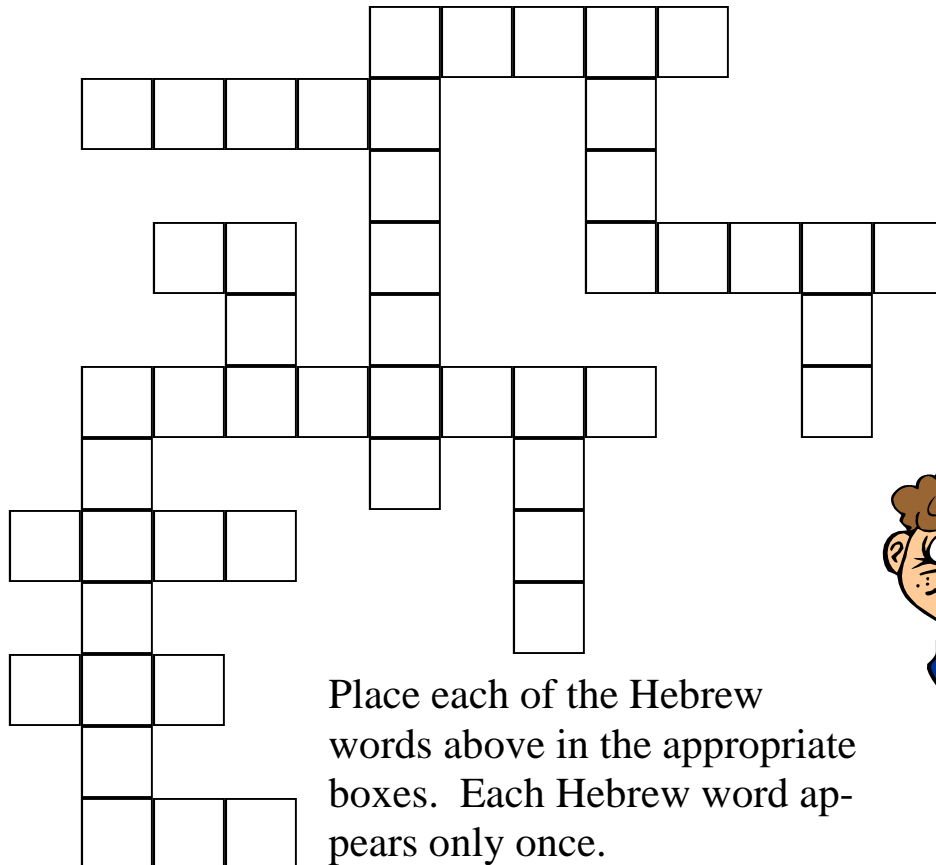 Place each of the Hebrew
words above in the appropriate
boxes.  Each Hebrew word ap-
pears only once.